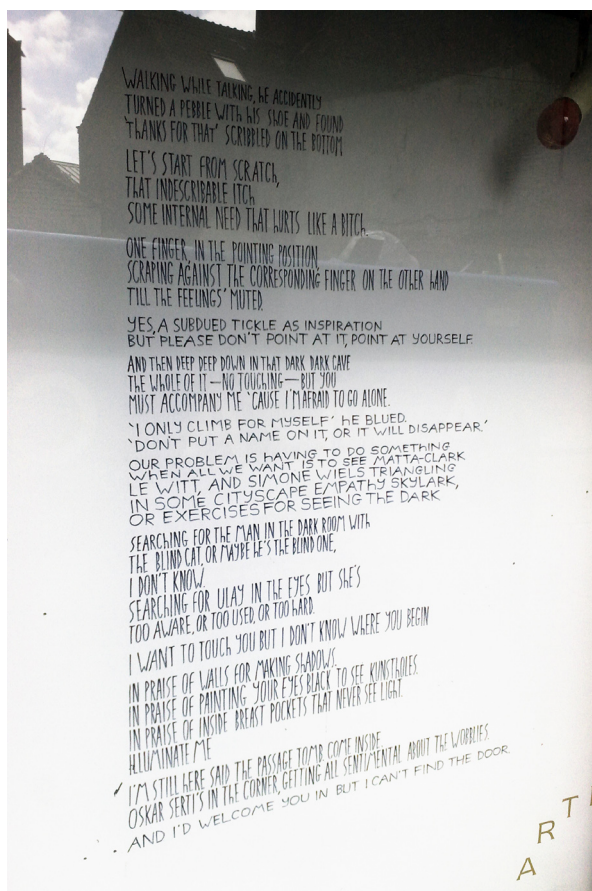 WALKING WHILE TALKING, HE ACCIDENTLY
TURNED A PEBBLE WITH HIS SHOE AND FOUND
'THANKS FOR THAT' SCRIBBLED ON THE BOTTOM
LET'S START FROM SCRATCH,
THAT INDESCRIBABLE ITCH
SOME INTERNAL NEED THAT HURTS LIKE A BITCH.
ONE FINGER, IN THE POINTING POSITION
SCRAPING AGAINST THE CORRESPONDING FINGER ON THE OTHER HAND
TILL THE FEELINGS' MUTED.
YES, A SUBDUED TICKLE AS INSPIRATION
BUT PLEASE DON'T POINT AT IT, POINT AT YOURSELF.
AND THEN DEEP DEEP DOWN IN THAT DARK DARK CAVE
THE WHOLE OF IT — NO TOUCHING — BUT YOU
MUST ACCOMPANY ME 'CAUSE I'M AFRAID TO GO ALONE.
'I ONLY CLIMB FOR MYSELF' HE BLUED.
'DON'T PUT A NAME ON IT, OR IT WILL DISAPPEAR.'
OUR PROBLEM IS HAVING TO DO SOMETHING
WHEN ALL WE WANT IS TO SEE MATTA-CLARK
LE WITT, AND SIMONE WIELS TRIANGLING
IN SOME CITYSCAPE EMPATHY SKYLARK,
OR EXERCISES FOR SEEING THE DARK
SEARCHING FOR THE MAN IN THE DARK ROOM WITH
THE BLIND CAT, OR MAYBE HE'S THE BLIND ONE,
I DON'T KNOW.
SEARCHING FOR ULAY IN THE EYES BUT SHE'S
TOO AWARE, OR TOO USED, OR TOO HARD.
I WANT TO TOUCH YOU BUT I DON'T KNOW WHERE YOU BEGIN
IN PRAISE OF WALLS FOR MAKING SHADOWS.
IN PRAISE OF PAINTING YOUR EYES BLACK TO SEE KUNSTHOLES.
IN PRAISE OF INSIDE BREAST POCKETS THAT NEVER SEE LIGHT.
ILLUMINATE ME
I'M STILL HERE SAID THE PASSAGE TOMB COME INSIDE
OSKAR SERTI'S IN THE CORNER, GETTING ALL SENTIMENTAL ABOUT THE WOBBLIES
AND I'D WELCOME YOU IN BUT I CAN'T FIND THE DOOR.
ART